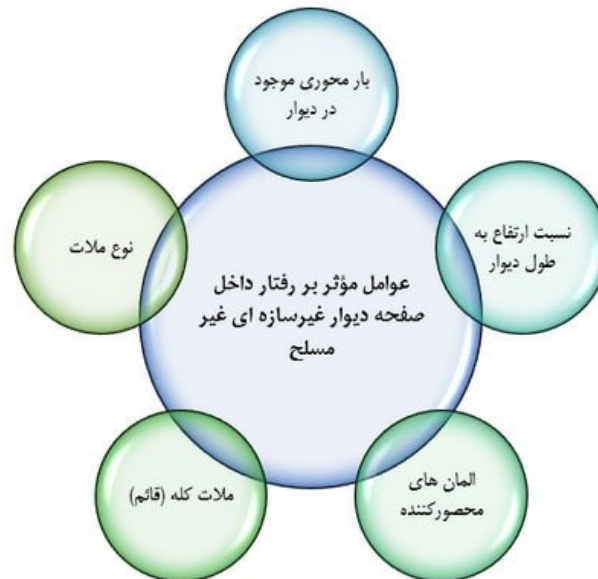 بار محوری موجود
در دیوار
نسبت ارتفاع به
طول دیوار
المان های
محصورکننده
ملات کله (قائم)
نوع ملات
عوامل مؤثر بر رفتار داخل
صفحه دیوار غیرسازه ای غیر
مسلح